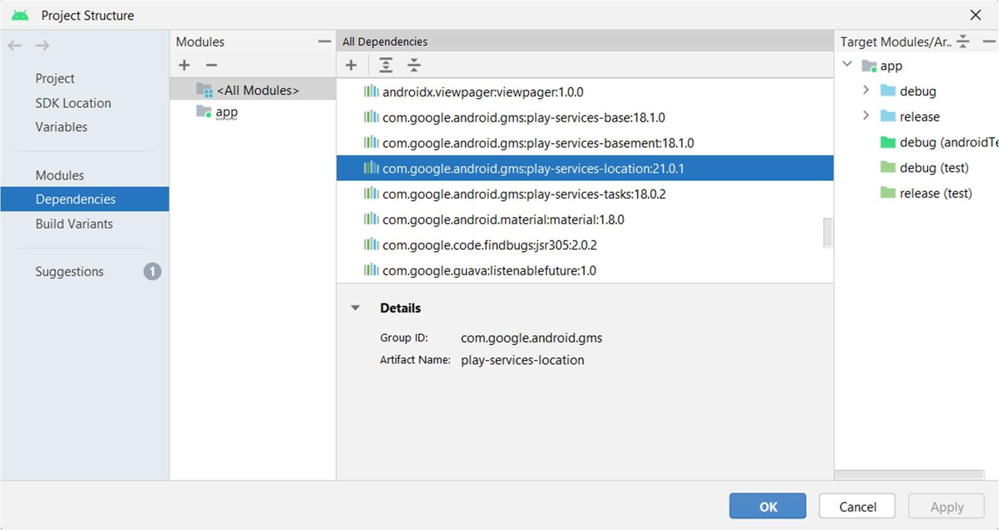 Project Structure
Project
SDK Location
Variables
Modules
Dependencies
Build Variants
Suggestions
1
Modules
<All Modules>
app
All Dependencies
androidx.viewpager:viewpager:1.0.0
com.google.android.gms:play-services-base:18.1.0
com.google.android.gms:play-services-basement:18.1.0
com.google.android.gms:play-services-location:21.0.1
com.google.android.gms:play-services-tasks:18.0.2
com.google.android.material:material:1.8.0
com.google.code.findbugs:jsr305:2.0.2
com.google.guava:listenablefuture:1.0
Details
Group ID: com.google.android.gms
Artifact Name: play-services-location
Target Modules/Ar..
app
debug
release
debug (androidTe
debug (test)
release (test)
OK
Cancel
Apply